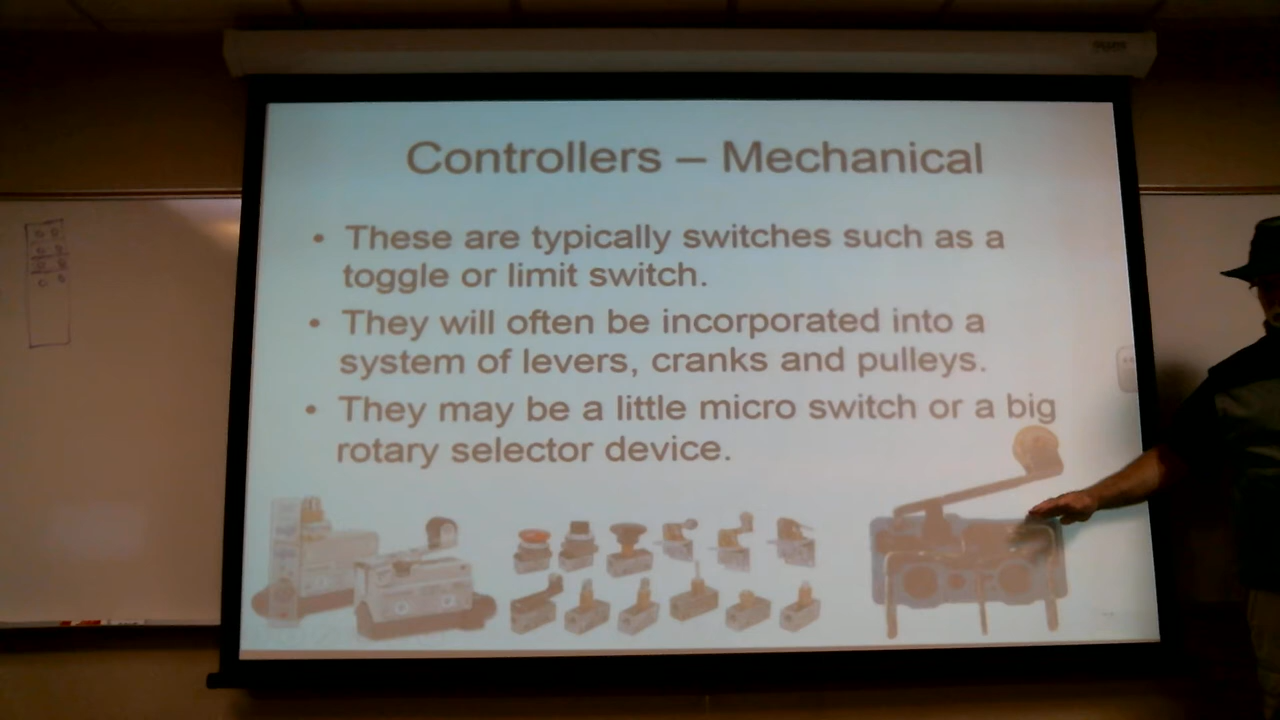 Controllers – Mechanical
• These are typically switches such as a
toggle or limit switch.
• They will often be incorporated into a
system of levers, cranks and pulleys.
• They may be a little micro switch or a big
rotary selector device.